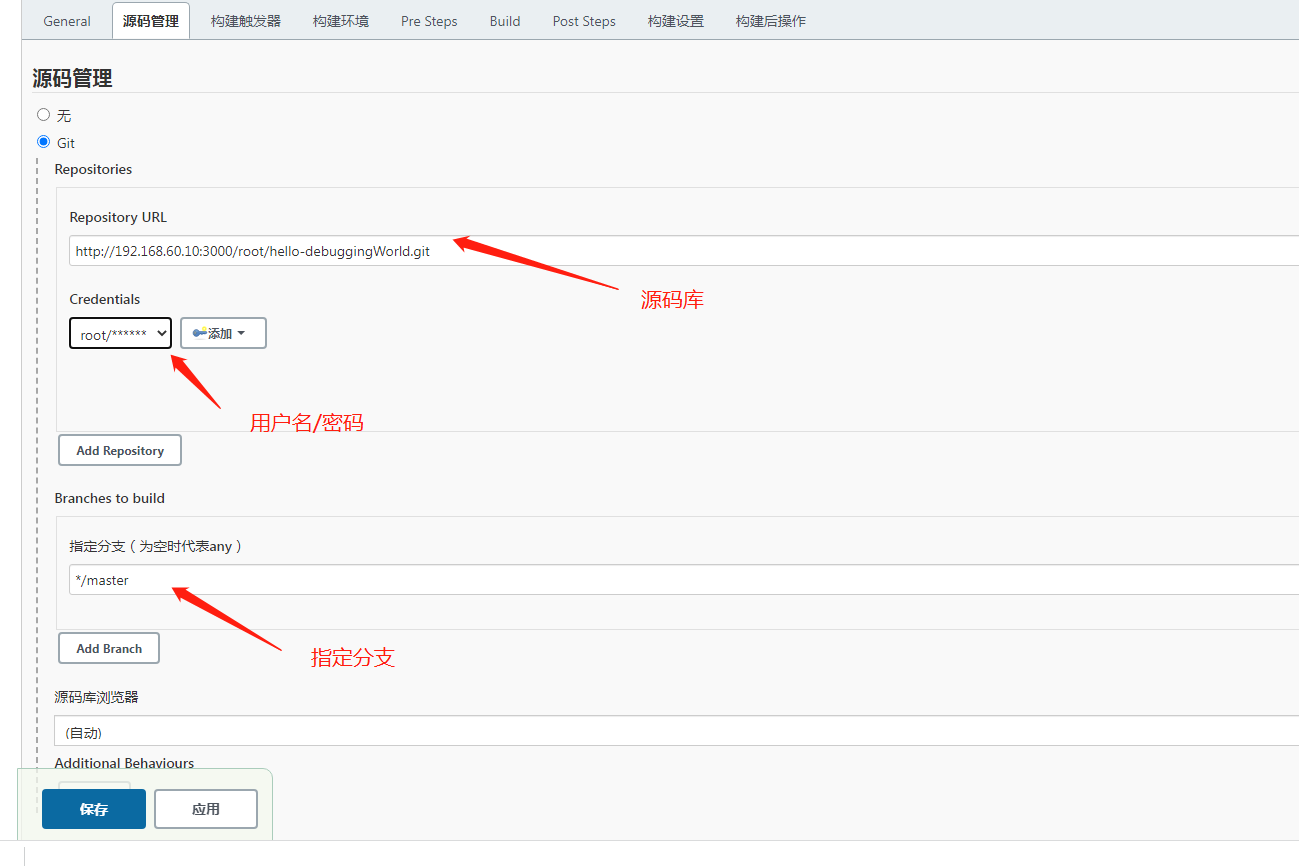 General 源码管理 构建触发器 构建环境 Pre Steps Build Post Steps 构建设置 构建后操作
源码管理
无
Git
Repositories
Repository URL
http://192.168.60.10:3000/root/hello-debuggingWorld.git
源码库
Credentials
root/****** 添加
用户名/密码
Add Repository
Branches to build
指定分支（为空时代表any）
*/master
Add Branch
指定分支
源码库浏览器
(自动)
Additional Behaviours
保存 应用